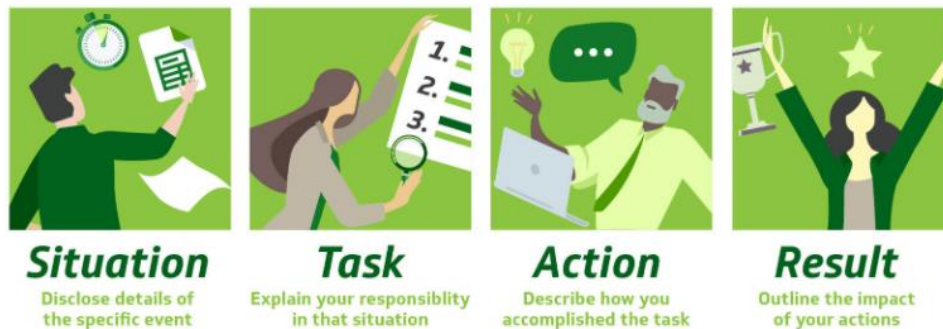 1.
2.
3.
Situation
Disclose details of
the specific event
Task
Explain your responsiblity
in that situation
Action
Describe how you
accomplished the task
Result
Outline the impact
of your actions